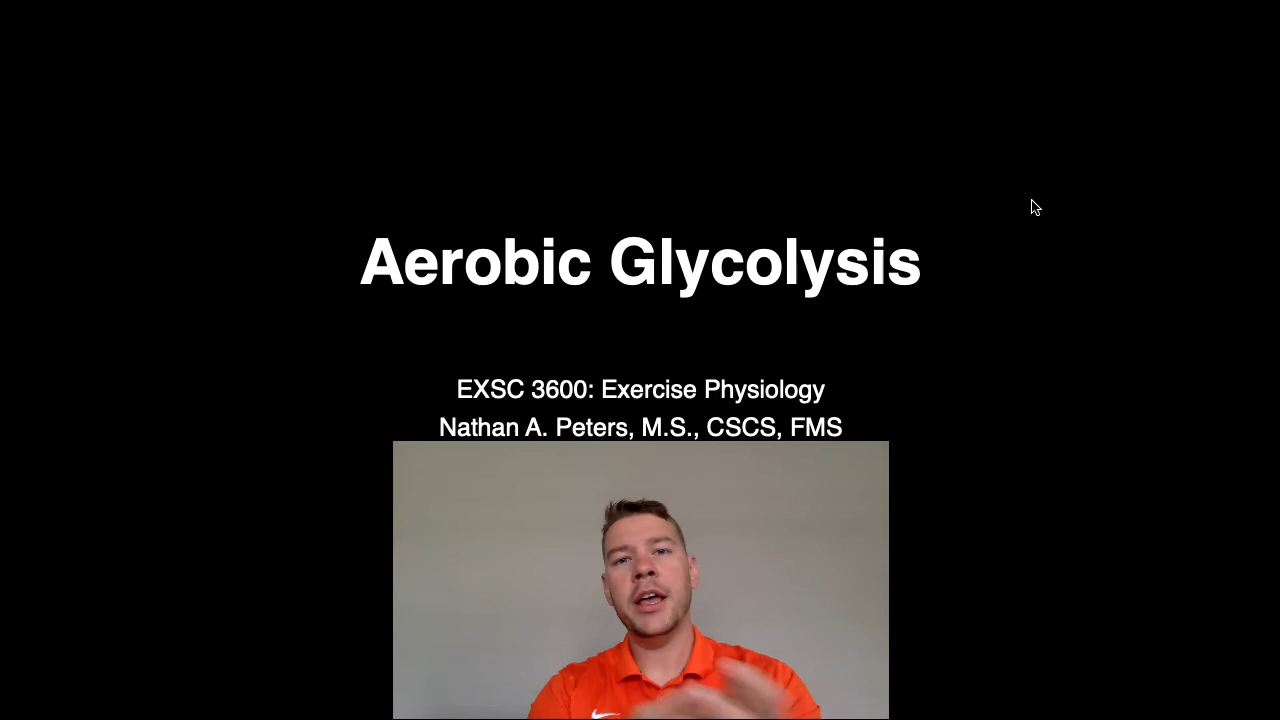 Aerobic Glycolysis
EXSC 3600: Exercise Physiology
Nathan A. Peters, M.S., CSCS, FMS